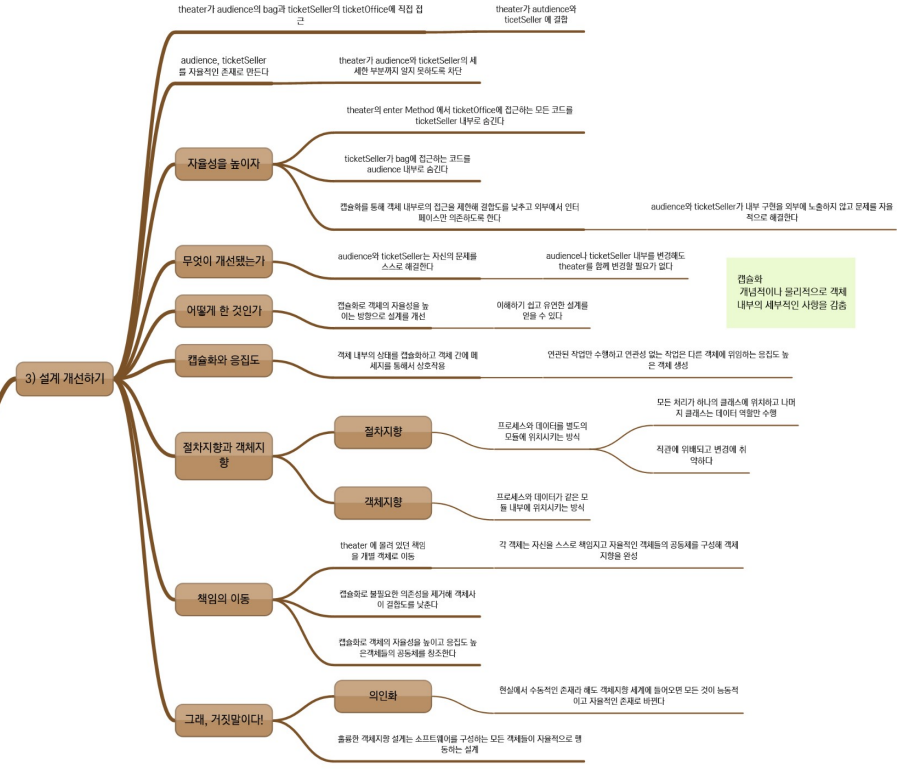 theater가 audience의 bag과 ticketSeller의 ticketOffice에 직접 접
근
theater가 autdience와
ticetSeller 에 결합
audience, ticketSeller
를 자율적인 존재로 만든다
theater가 audience와 ticketSeller의 세
세한 부분까지 알지 못하도록 차단
자율성을 높이자
theater의 enter Method 에서 ticketOffice에 접근하는 모든 코드를
ticketSeller 내부로 숨긴다
ticketSeller가 bag에 접근하는 코드를
audience 내부로 숨긴다
캡슐화를 통해 객체 내부로의 접근을 제한해 결합도를 낮추고 외부에서 인터
페이스만 의존하도록 한다
audience와 ticketSeller가 내부 구현을 외부에 노출하지 않고 문제를 자율
적으로 해결한다
무엇이 개선됐는가
audience와 ticketSeller는 자신의 문제를
스스로 해결한다
audience나 ticketSeller 내부를 변경해도
theater를 함께 변경할 필요가 없다
캡슐화
개념적이나 물리적으로 객체
내부의 세부적인 사항을 감춤
어떻게 한 것인가
캡슐화로 객체의 자율성을 높
이는 방향으로 설계를 개선
이해하기 쉽고 유연한 설계를
얻을 수 있다
캡슐화와 응집도
객체 내부의 상태를 캡슐화하고 객체 간에 메
세지를 통해서 상호작용
연관된 작업만 수행하고 연관성 없는 작업은 다른 객체에 위임하는 응집도 높
은 객체 생성
3) 설계 개선하기
절차지향과 객체지
향
절차지향
프로세스와 데이터를 별도의
모듈에 위치시키는 방식
모든 처리가 하나의 클래스에 위치하고 나머
지 클래스는 데이터 역할만 수행
직관에 위배되고 변경에 취
약하다
객체지향
프로세스와 데이터가 같은 모
듈 내부에 위치시키는 방식
책임의 이동
theater 에 몰려 있던 책임
을 개별 객체로 이동
각 객체는 자신을 스스로 책임지고 자율적인 객체들의 공동체를 구성해 객체
지향을 완성
캡슐화로 불필요한 의존성을 제거해 객체사
이 결합도를 낮춘다
캡슐화로 객체의 자율성을 높이고 응집도 높
은객체들의 공동체를 창조한다
그래, 거짓말이다!
의인화
현실에서 수동적인 존재라 해도 객체지향 세계에 들어오면 모든 것이 능동적
이고 자율적인 존재로 바뀐다
훌륭한 객체지향 설계는 소프트웨어를 구성하는 모든 객체들이 자율적으로 행
동하는 설계